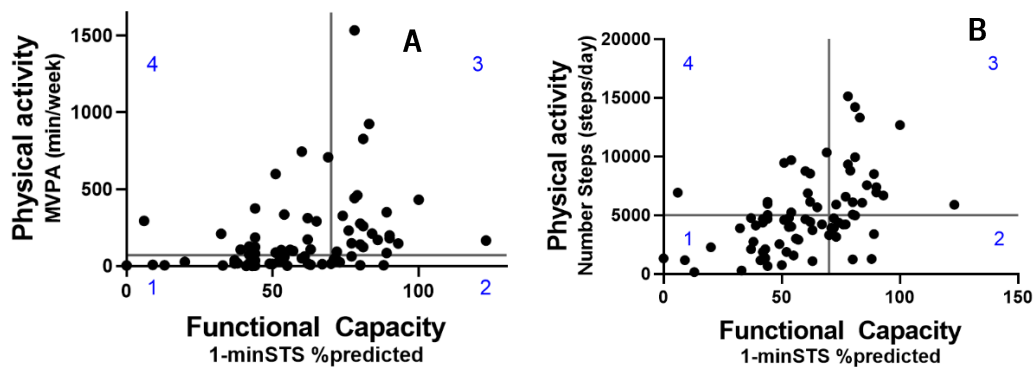 A
Physical activity
MVPA (min/week)
1500
1000
500
0
4
3
1
2
0
50
100
Functional Capacity
1-minSTS %predicted
B
Physical activity
Number Steps (steps/day)
20000
15000
10000
5000
0
4
3
1
2
0
50
100
150
Functional Capacity
1-minSTS %predicted